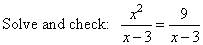 Solve and check: x²/(x-3) = 9/(x-3)